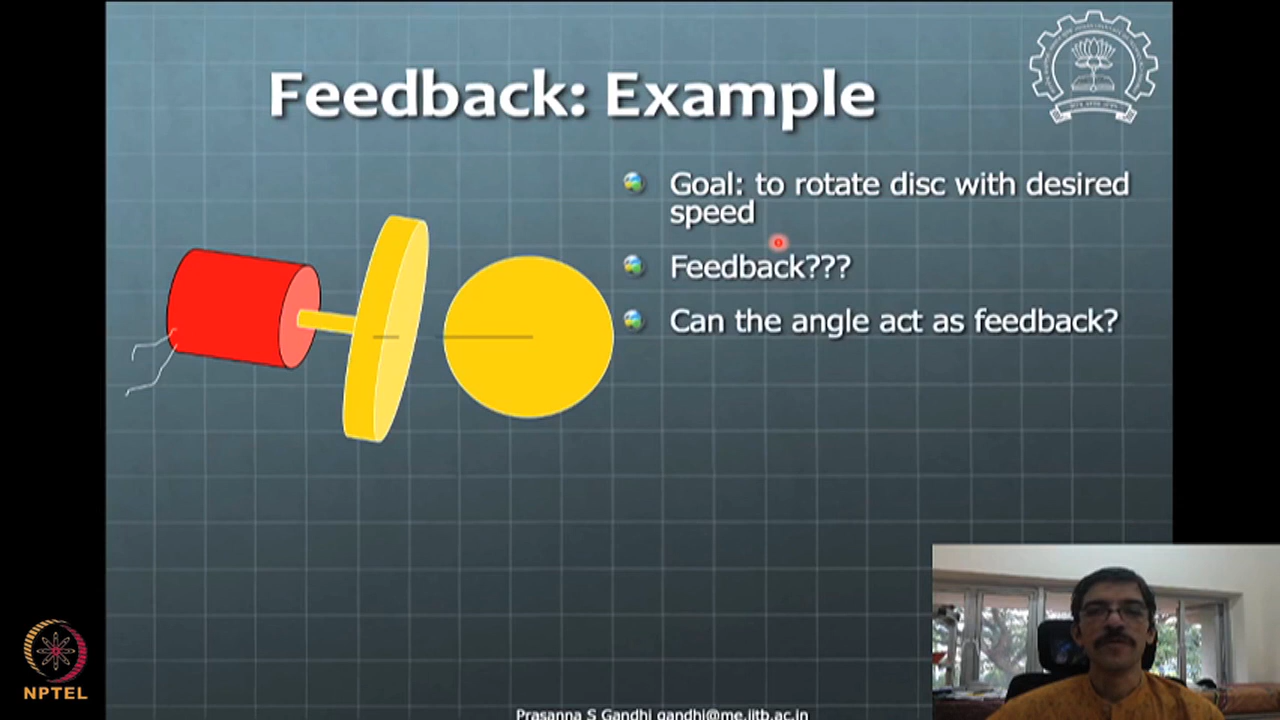 Feedback: Example
Goal: to rotate disc with desired
speed
Feedback???
Can the angle act as feedback?
NPTEL
Prasanna S Gandhi gandhi@me.iitb.ac.in